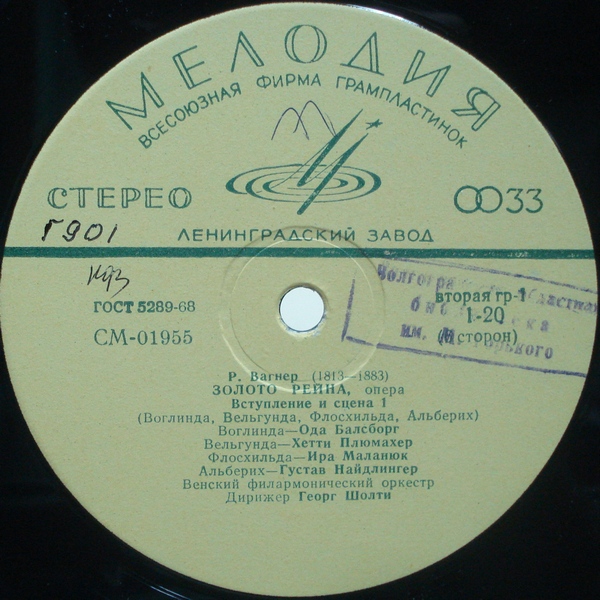 МЕЛОДИЯ
ВСЕСОЮЗНАЯ ФИРМА ГРАМПЛАСТИНОК
СТЕРЕО
33
Г901
ЛЕНИНГРАДСКИЙ ЗАВОД
ГОСТ 5289-68
вторая гр-
1-20
СМ-01955
сторон)
им.
Р. Вагнер (1813—1883)
ЗОЛОТО РЕЙНА, опера
Вступление и сцена 1
(Воглинда, Вельгунда, Флосхильда, Альберих)
Воглинда—Ода Балсборг
Вельгунда—Хетти Плюмахер
Флосхильда—Ира Маланюк
Альберих—Густав Найдлингер
Венский филармонический оркестр
Дирижер Георг Шолти